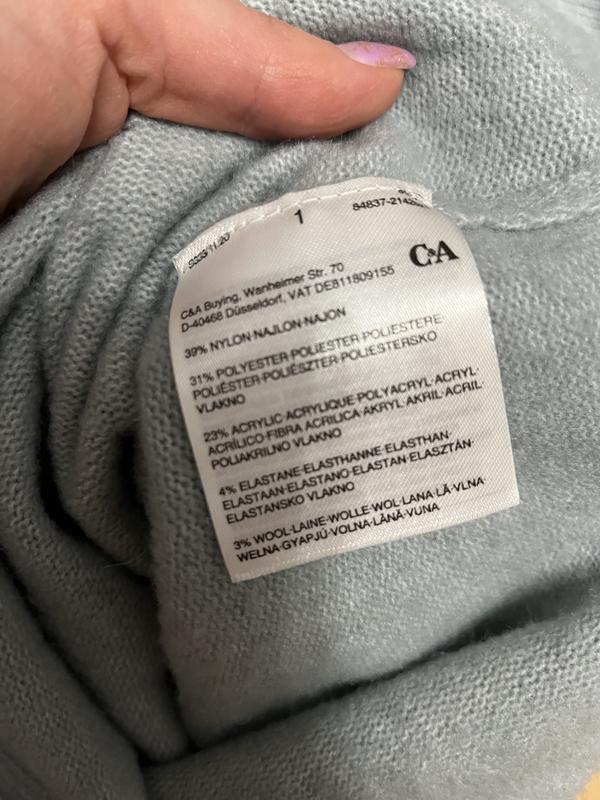 1
C&A
C&A Buying, Wanheimer Str. 70
D-40468 Düsseldorf, VAT DE811809155
39% NYLON·NAJLON·NAJON
31% POLYESTER·POLIESTER·POLIESTERE·
POLIÉSTER·POLIÉSZTER·POLIESTERSKO
VLAKNO
23% ACRYLIC·ACRYLIQUE·POLYACRYL·ACRYL·
ACRÍLICO·FIBRA ACRILICA·AKRYL·AKRIL·ACRIL·
POLIAKRILNO VLAKNO
4% ELASTANE·ELASTHANNE·ELASTHAN·
ELASTAAN·ELASTANO·ELASTAN·ELASZTÁN·
ELASTANSKO VLAKNO
3% WOOL·LAINE·WOLLE·WOL·LANA·LÃ·VLNA·
WEŁNA·GYAPJÚ·VOLNA·LÂNĂ·VUNA